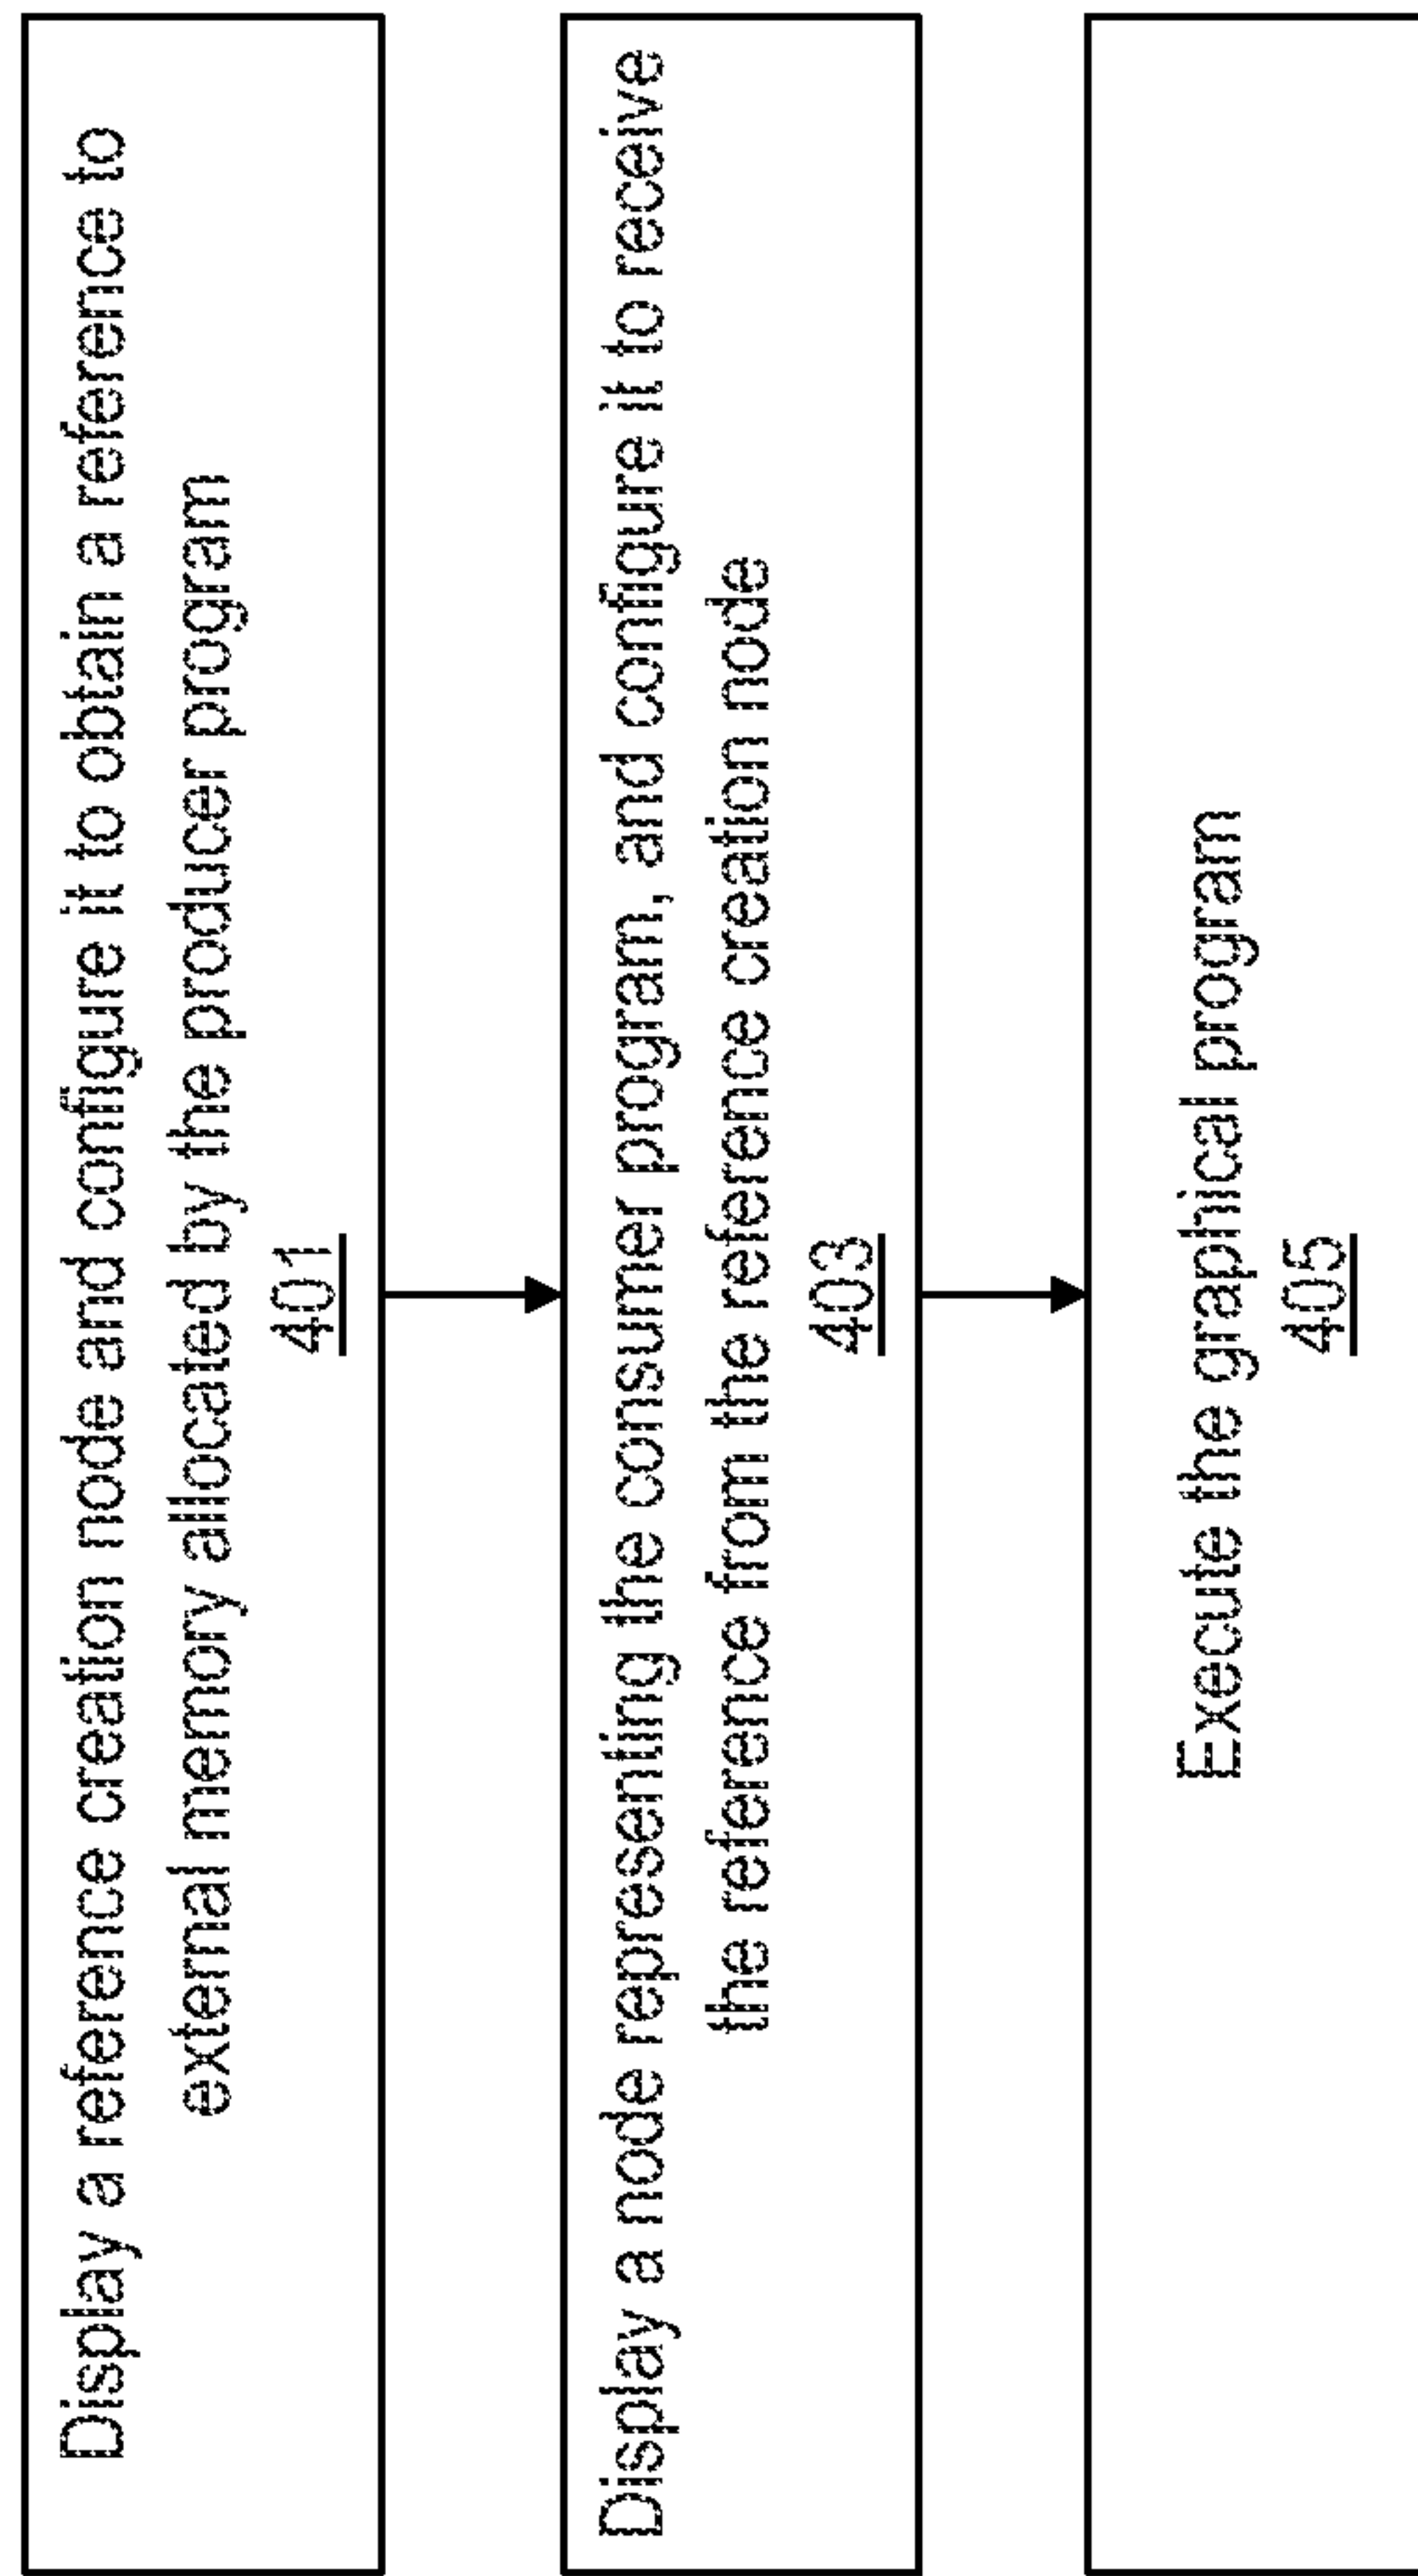 Display a reference creation node and configure it to obtain a reference to
external memory allocated by the producer program
401
Display a node representing the consumer program, and configure it to receive
the reference from the reference creation node
403
Execute the graphical program
405